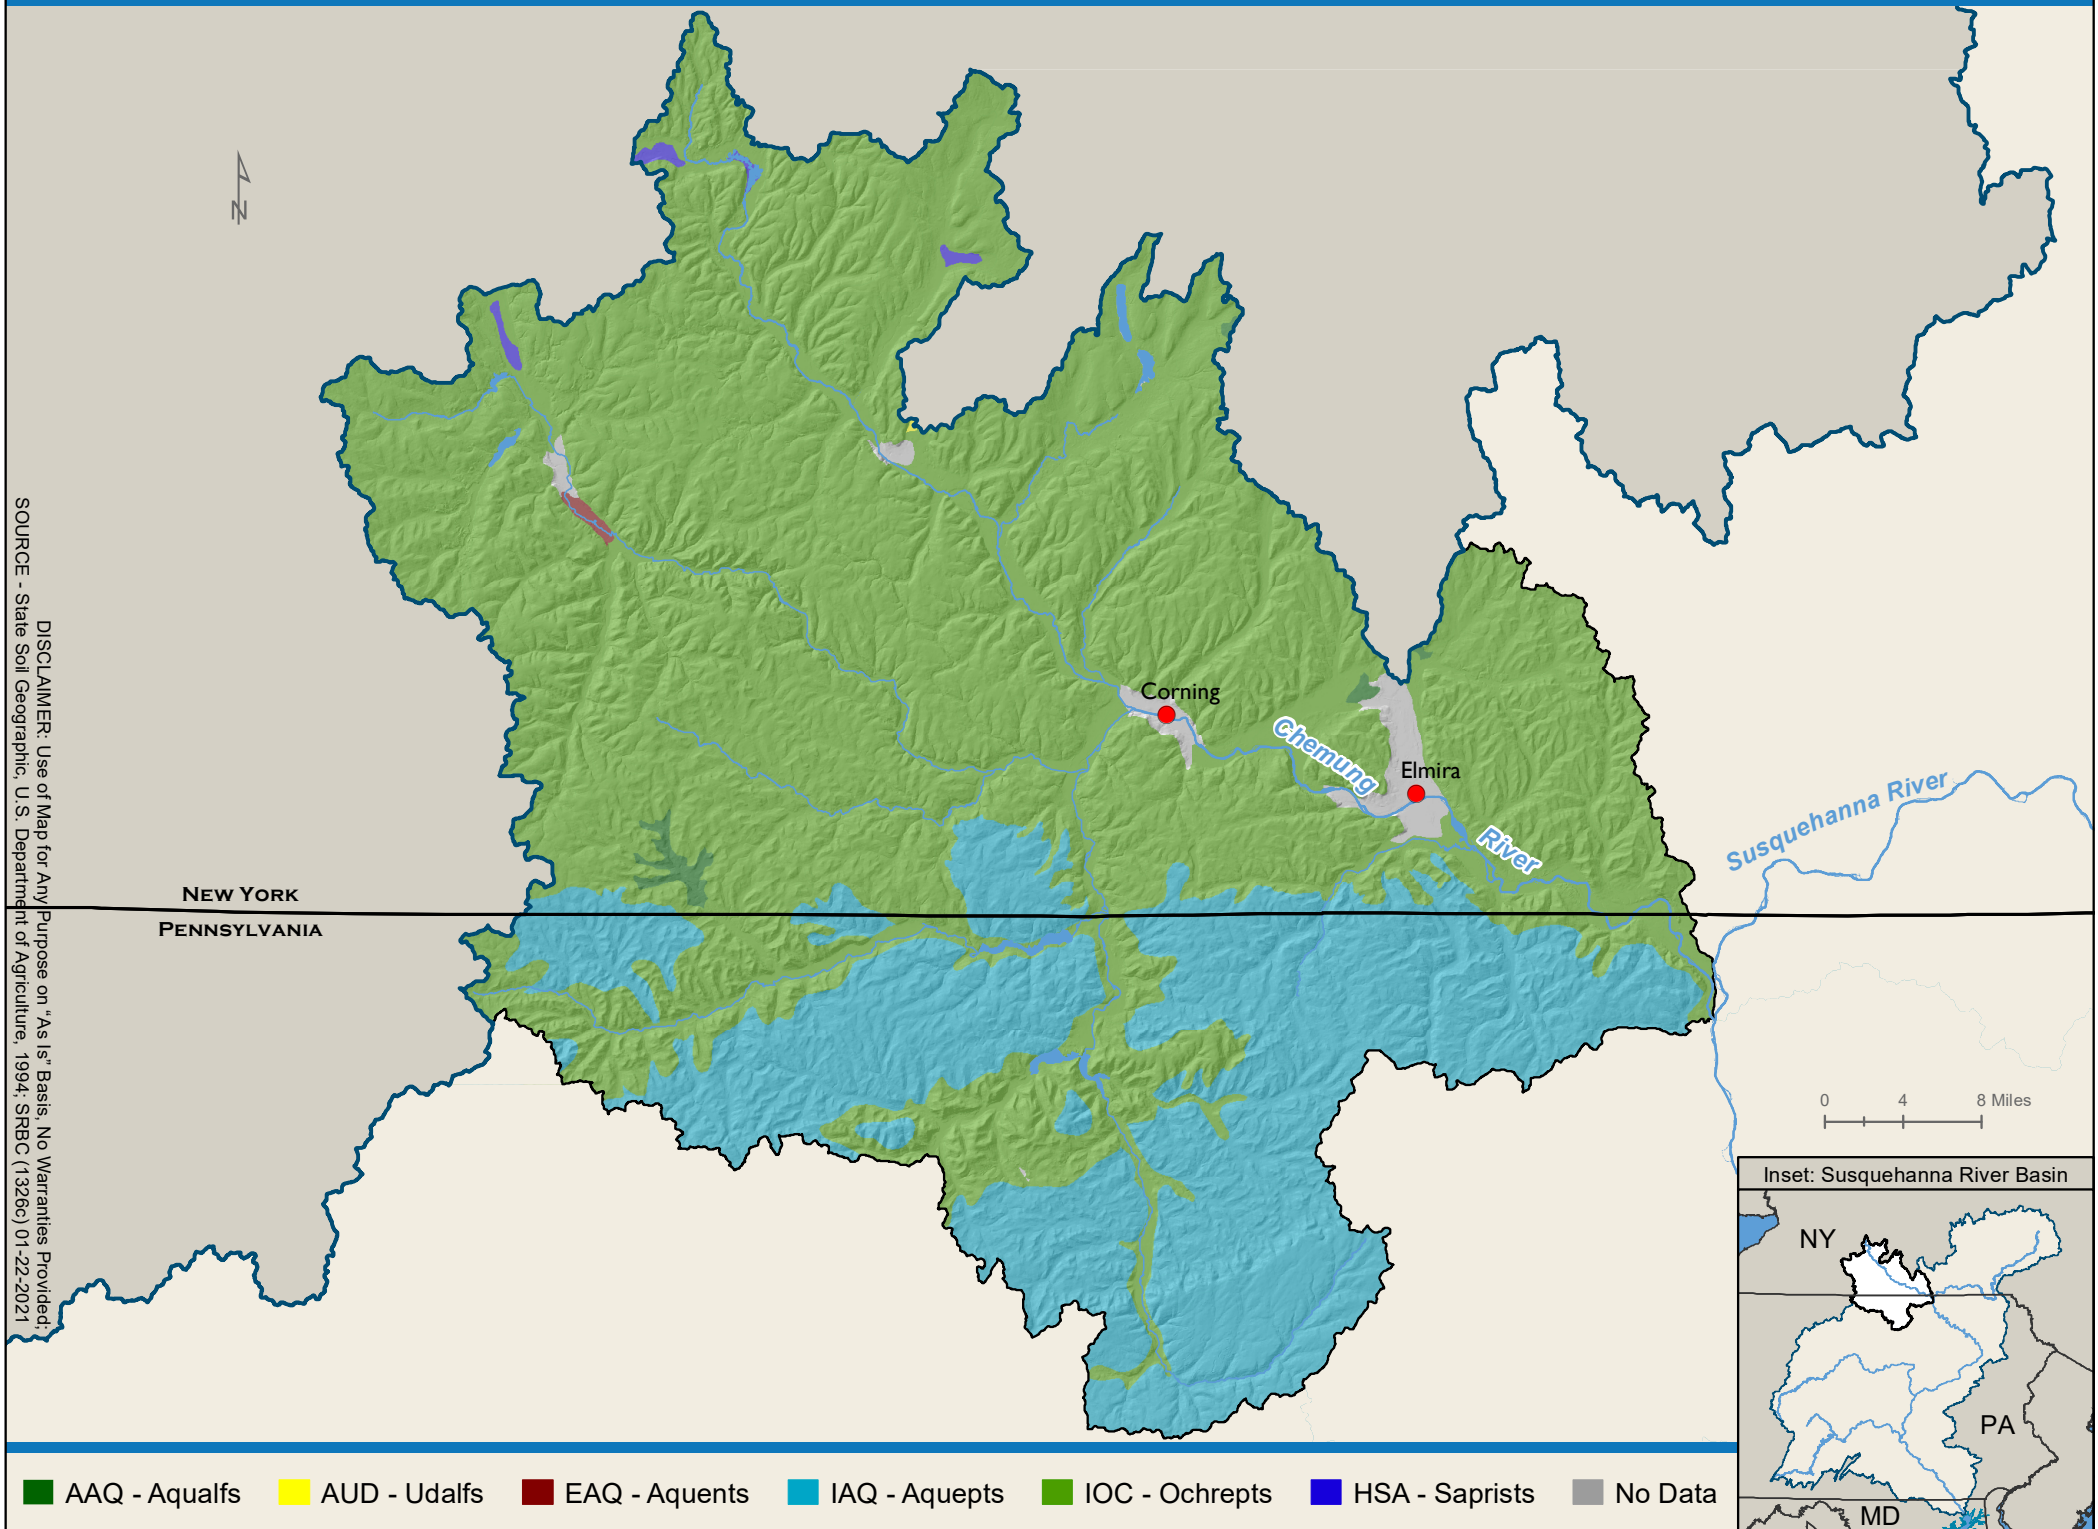 N
Corning
Chemung
Elmira
River
Susquehanna River
NEW YORK
PENNSYLVANIA
DISCLAIMER: Use of Map for Any Purpose on "As Is" Basis, No Warranties Provided;
SOURCE - State Soil Geographic, U.S. Department of Agriculture, 1994; SRBC (1326c) 01-22-2021
0 4 8 Miles
Inset: Susquehanna River Basin
NY
PA
MD
AAQ - Aqualfs AUD - Udalfs EAQ - Aquents IAQ - Aquepts IOC - Ochrepts HSA - Saprists No Data